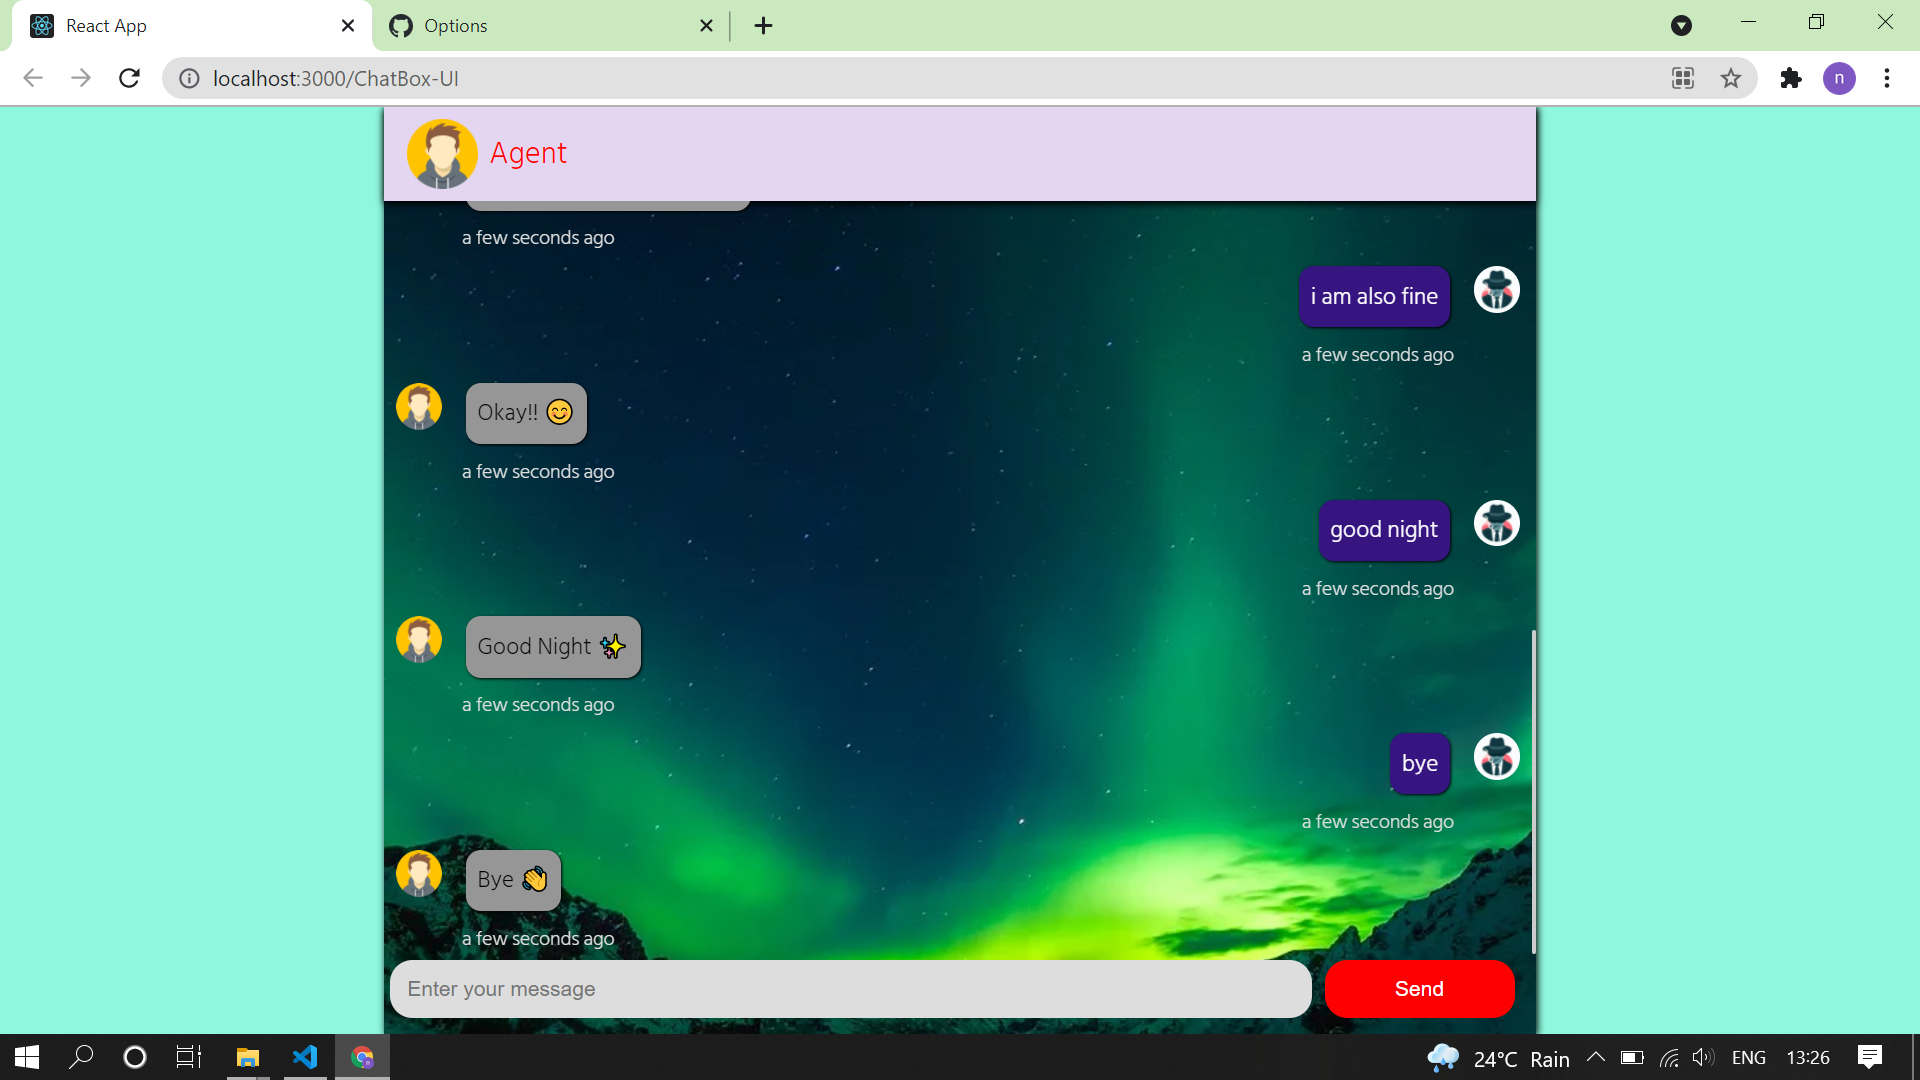 React App
Options
localhost:3000/ChatBox-UI
n
Agent
a few seconds ago
i am also fine
a few seconds ago
Okay!! 😊
a few seconds ago
good night
a few seconds ago
Good Night ✨
a few seconds ago
bye
a few seconds ago
Bye 👋
a few seconds ago
Enter your message
Send
24°C Rain
ENG
13:26